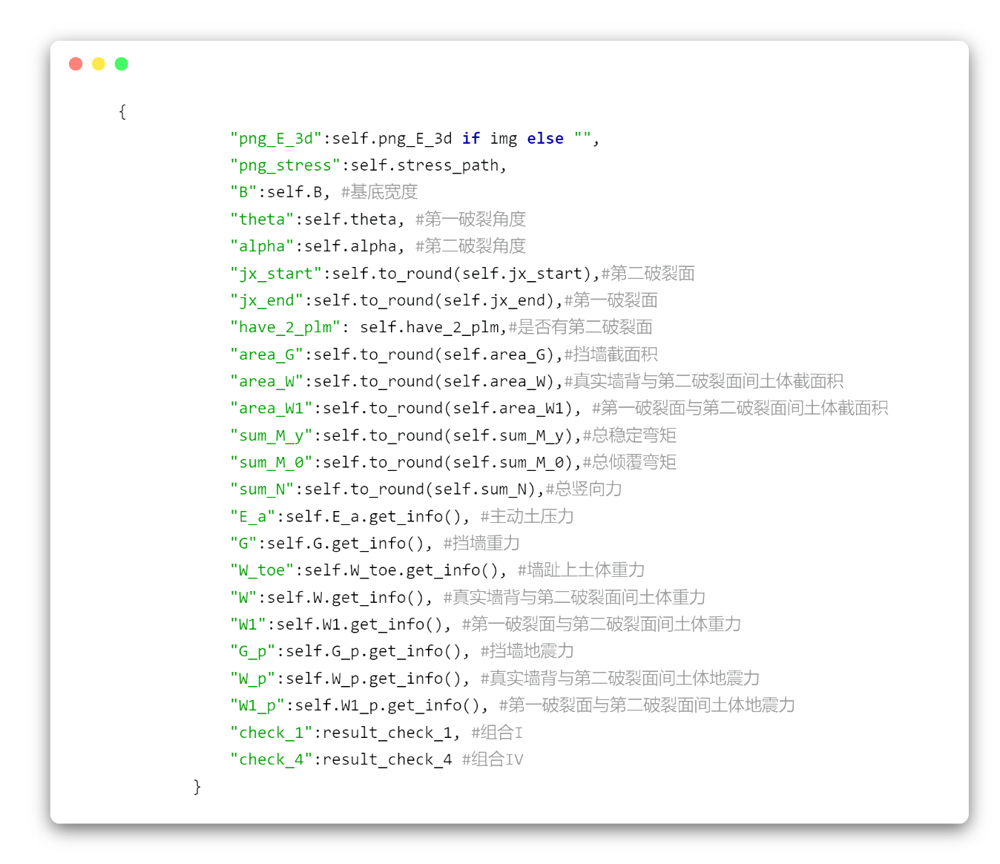 {
"png_E_3d":self.png_E_3d if img else "",
"png_stress":self.stress_path,
"B":self.B, #基底宽度
"theta":self.theta, #第一破裂角度
"alpha":self.alpha, #第二破裂角度
"jx_start":self.to_round(self.jx_start),#第二破裂面
"jx_end":self.to_round(self.jx_end),#第一破裂面
"have_2_plm": self.have_2_plm,#是否有第二破裂面
"area_G":self.to_round(self.area_G),#挡墙截面积
"area_W":self.to_round(self.area_W),#真实墙背与第二破裂面间土体截面积
"area_W1":self.to_round(self.area_W1), #第一破裂面与第二破裂面间土体截面积
"sum_M_y":self.to_round(self.sum_M_y),#总稳定弯矩
"sum_M_0":self.to_round(self.sum_M_0),#总倾覆弯矩
"sum_N":self.to_round(self.sum_N),#总竖向力
"E_a":self.E_a.get_info(), #主动土压力
"G":self.G.get_info(), #挡墙重力
"W_toe":self.W_toe.get_info(), #墙趾上土体重力
"W":self.W.get_info(), #真实墙背与第二破裂面间土体重力
"W1":self.W1.get_info(), #第一破裂面与第二破裂面间土体重力
"G_p":self.G_p.get_info(), #挡墙地震力
"W_p":self.W_p.get_info(), #真实墙背与第二破裂面间土体地震力
"W1_p":self.W1_p.get_info(), #第一破裂面与第二破裂面间土体地震力
"check_1":result_check_1, #组合I
"check_4":result_check_4 #组合IV
}